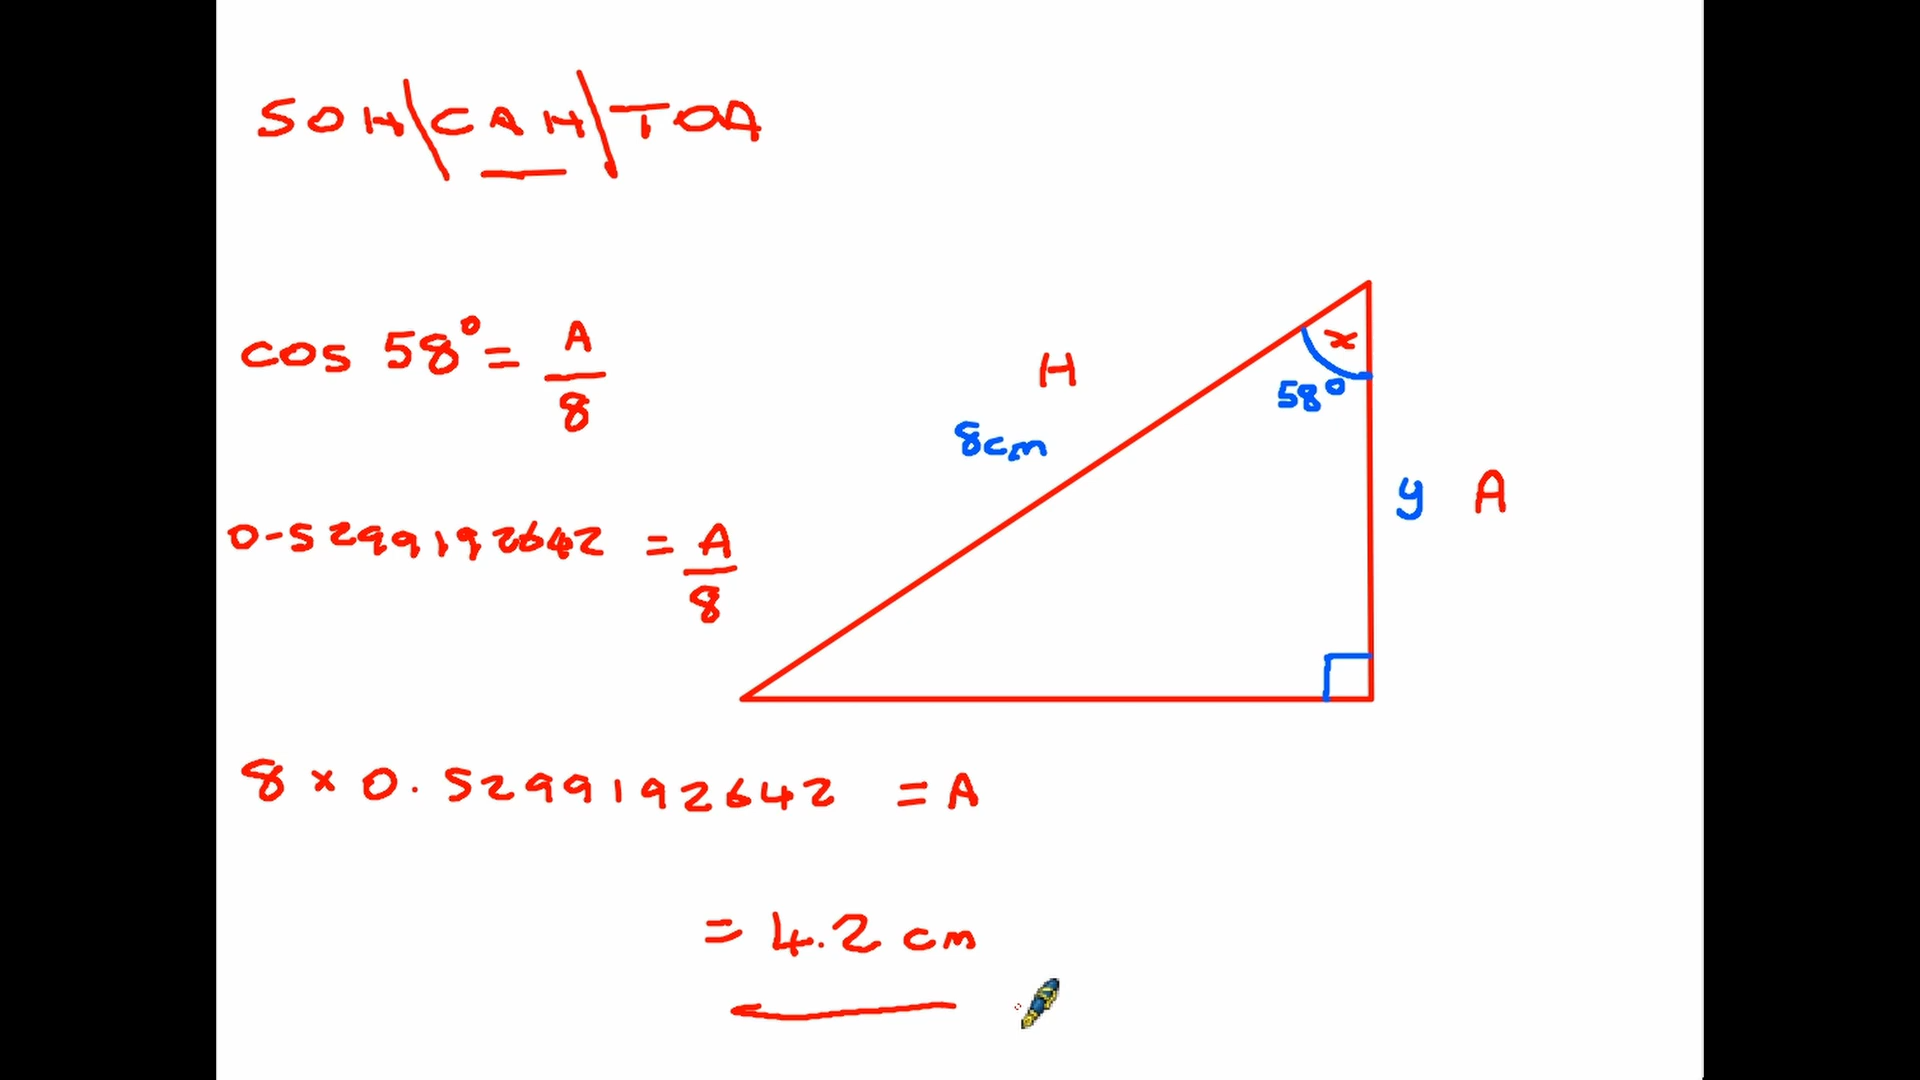 SOH/CAH/TOA
cos 58° = A/8
H
x
58°
8cm
y A
0.5299192642 = A/8
8 × 0.5299192642 = A
= 4.2 cm